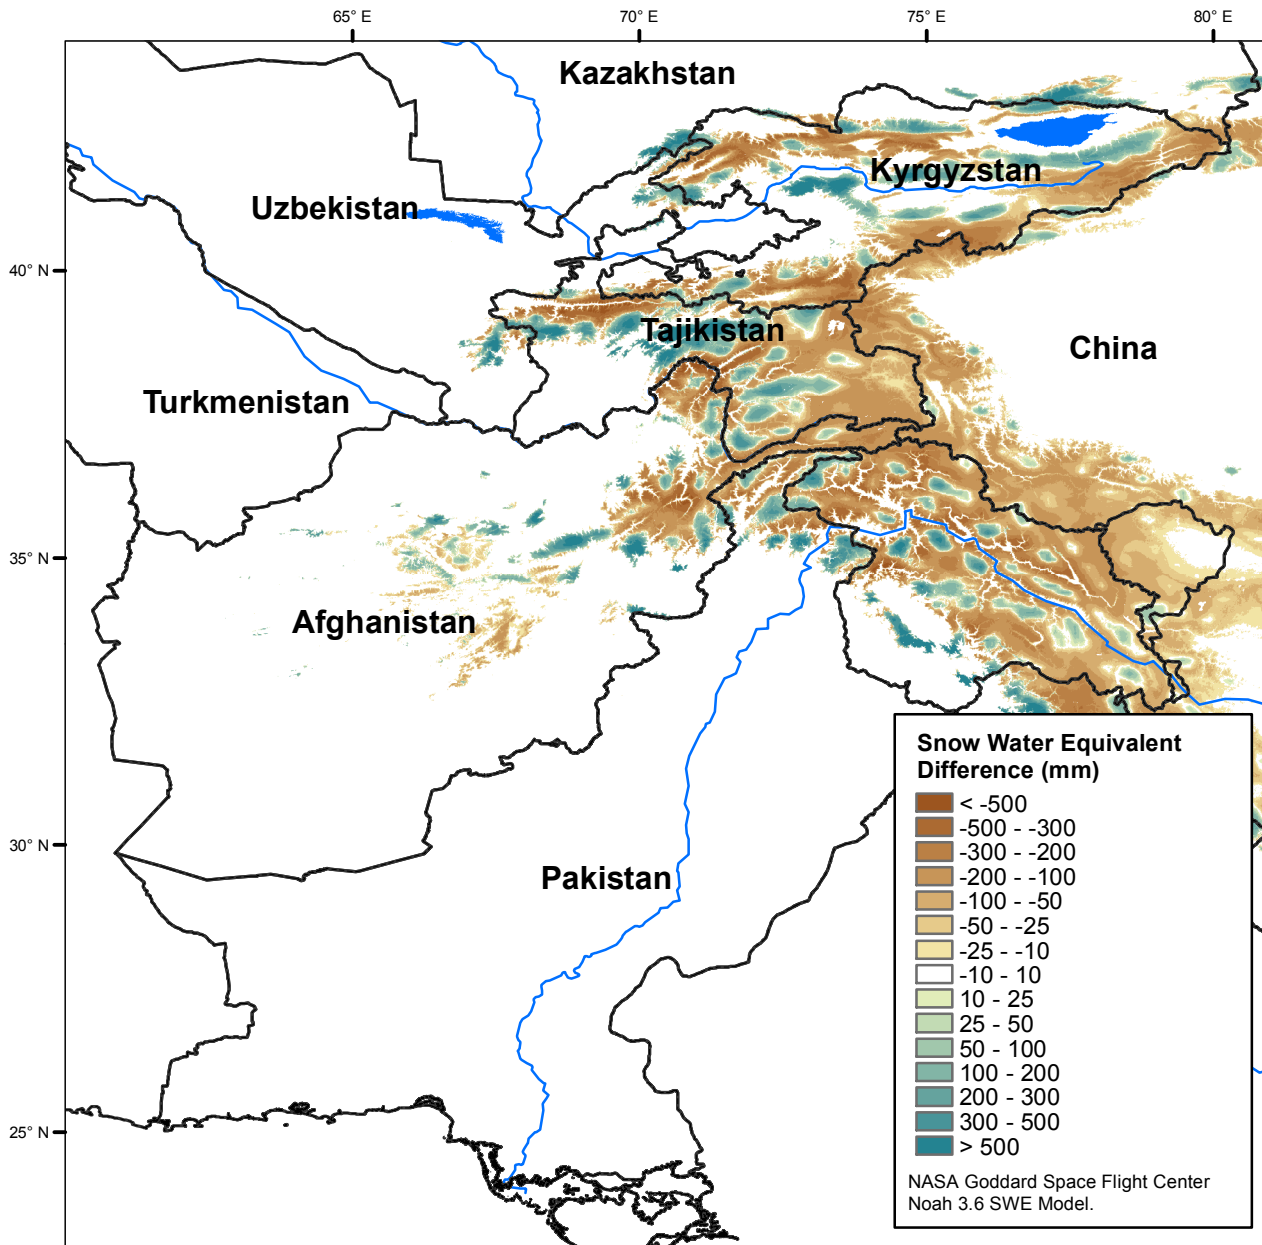 65° E
70° E
75° E
80° E
Kazakhstan
Kyrgyzstan
Uzbekistan
40° N
Tajikistan
China
Turkmenistan
35° N
Afghanistan
30° N
Pakistan
25° N
Snow Water Equivalent
Difference (mm)
< -500
-500 - -300
-300 - -200
-200 - -100
-100 - -50
-50 - -25
-25 - -10
-10 - 10
10 - 25
25 - 50
50 - 100
100 - 200
200 - 300
300 - 500
> 500
NASA Goddard Space Flight Center
Noah 3.6 SWE Model.